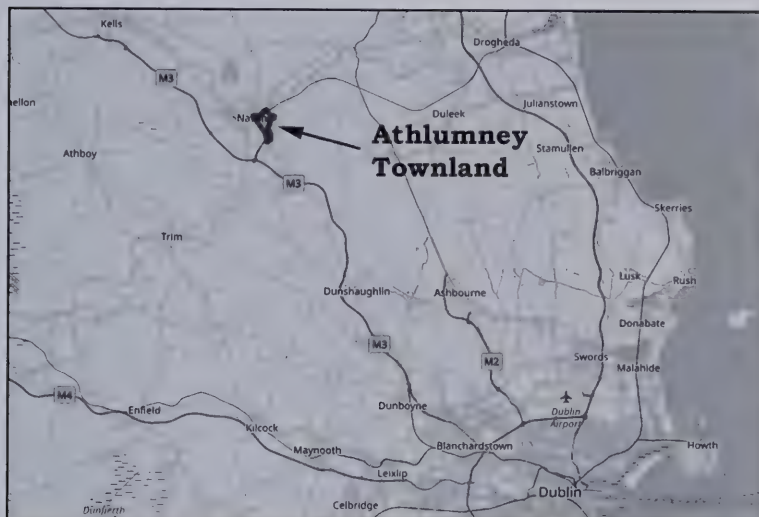 Kells
Drogheda
M3
Julianstown
Duleek
Athlumney
Townland
Stamullen
Athboy
Balbriggan
M3
Skerries
Trim
Lusk
Rush
Dunshaughlin
Ashbourne
Donabate
M3
M2
Swords
Malahide
M4
Enfield
Dunboyne
Dublin
Airport
Kilcock
Maynooth
Blanchardstown
Howth
Leixlip
Dublin
Celbridge